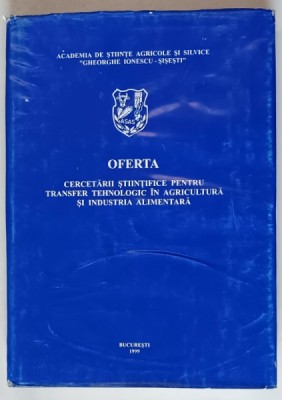 ACADEMIA DE ȘTIINȚE AGRICOLE ȘI SILVICE
"GHEORGHE IONESCU-ȘIȘEȘTI"
ASAS
OFERTA
CERCETĂRII ȘTIINȚIFICE PENTRU
TRANSFER TEHNOLOGIC ÎN AGRICULTURĂ
ȘI INDUSTRIA ALIMENTARĂ
BUCUREȘTI
1999